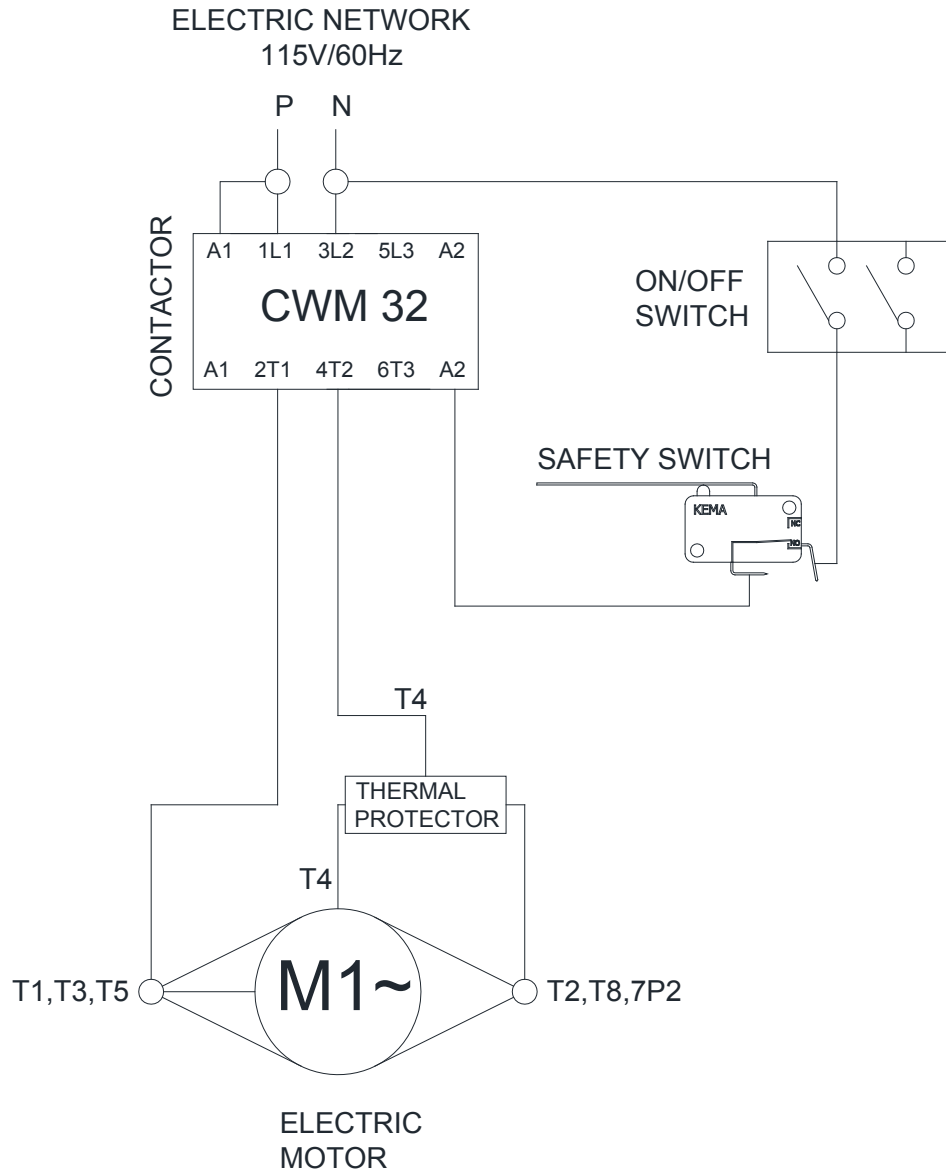 ELECTRIC NETWORK
115V/60Hz
P N
CONTACTOR
A1 1L1 3L2 5L3 A2
CWM 32
A1 2T1 4T2 6T3 A2
ON/OFF
SWITCH
SAFETY SWITCH
KEMA
NC
NO
T4
THERMAL
PROTECTOR
T4
T1,T3,T5
M1~
T2,T8,7P2
ELECTRIC
MOTOR